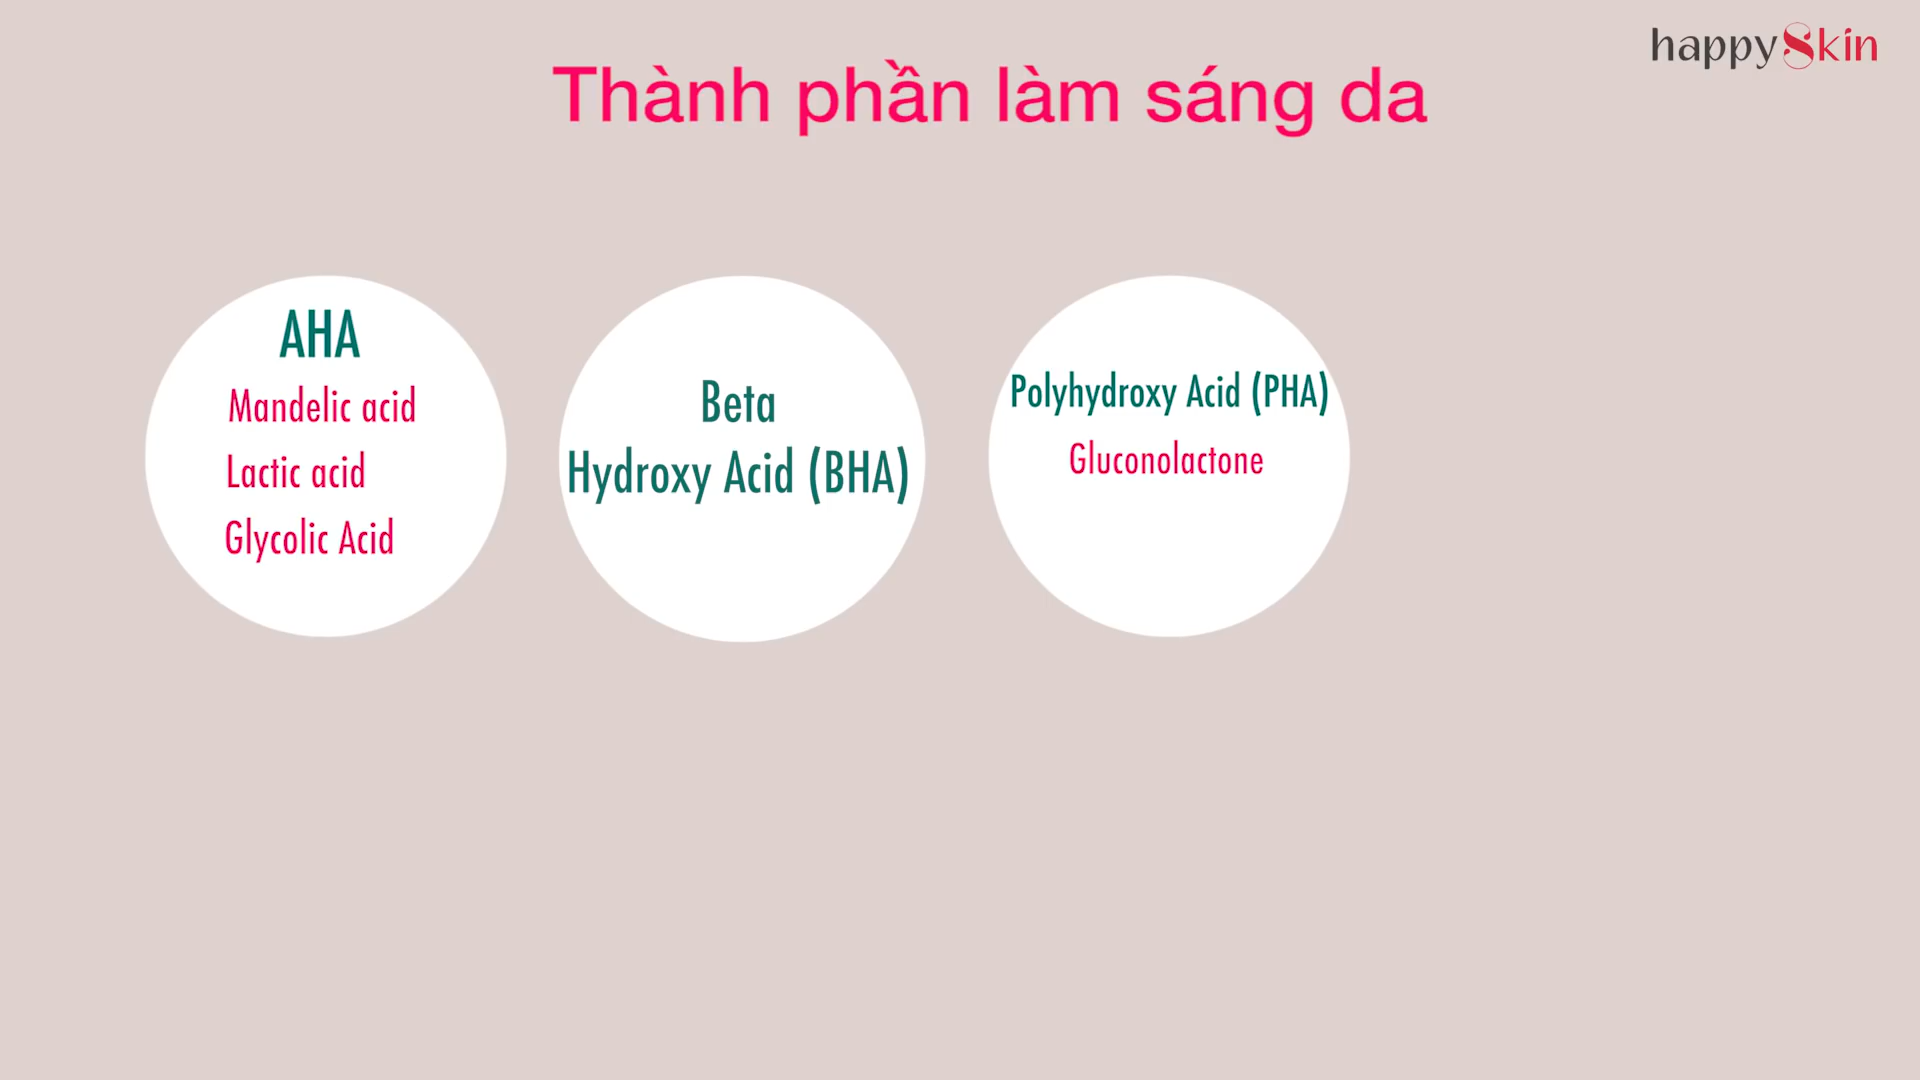 happySkin
Thành phần làm sáng da
AHA
Mandelic acid
Lactic acid
Glycolic Acid
Beta
Hydroxy Acid (BHA)
Polyhydroxy Acid (PHA)
Gluconolactone